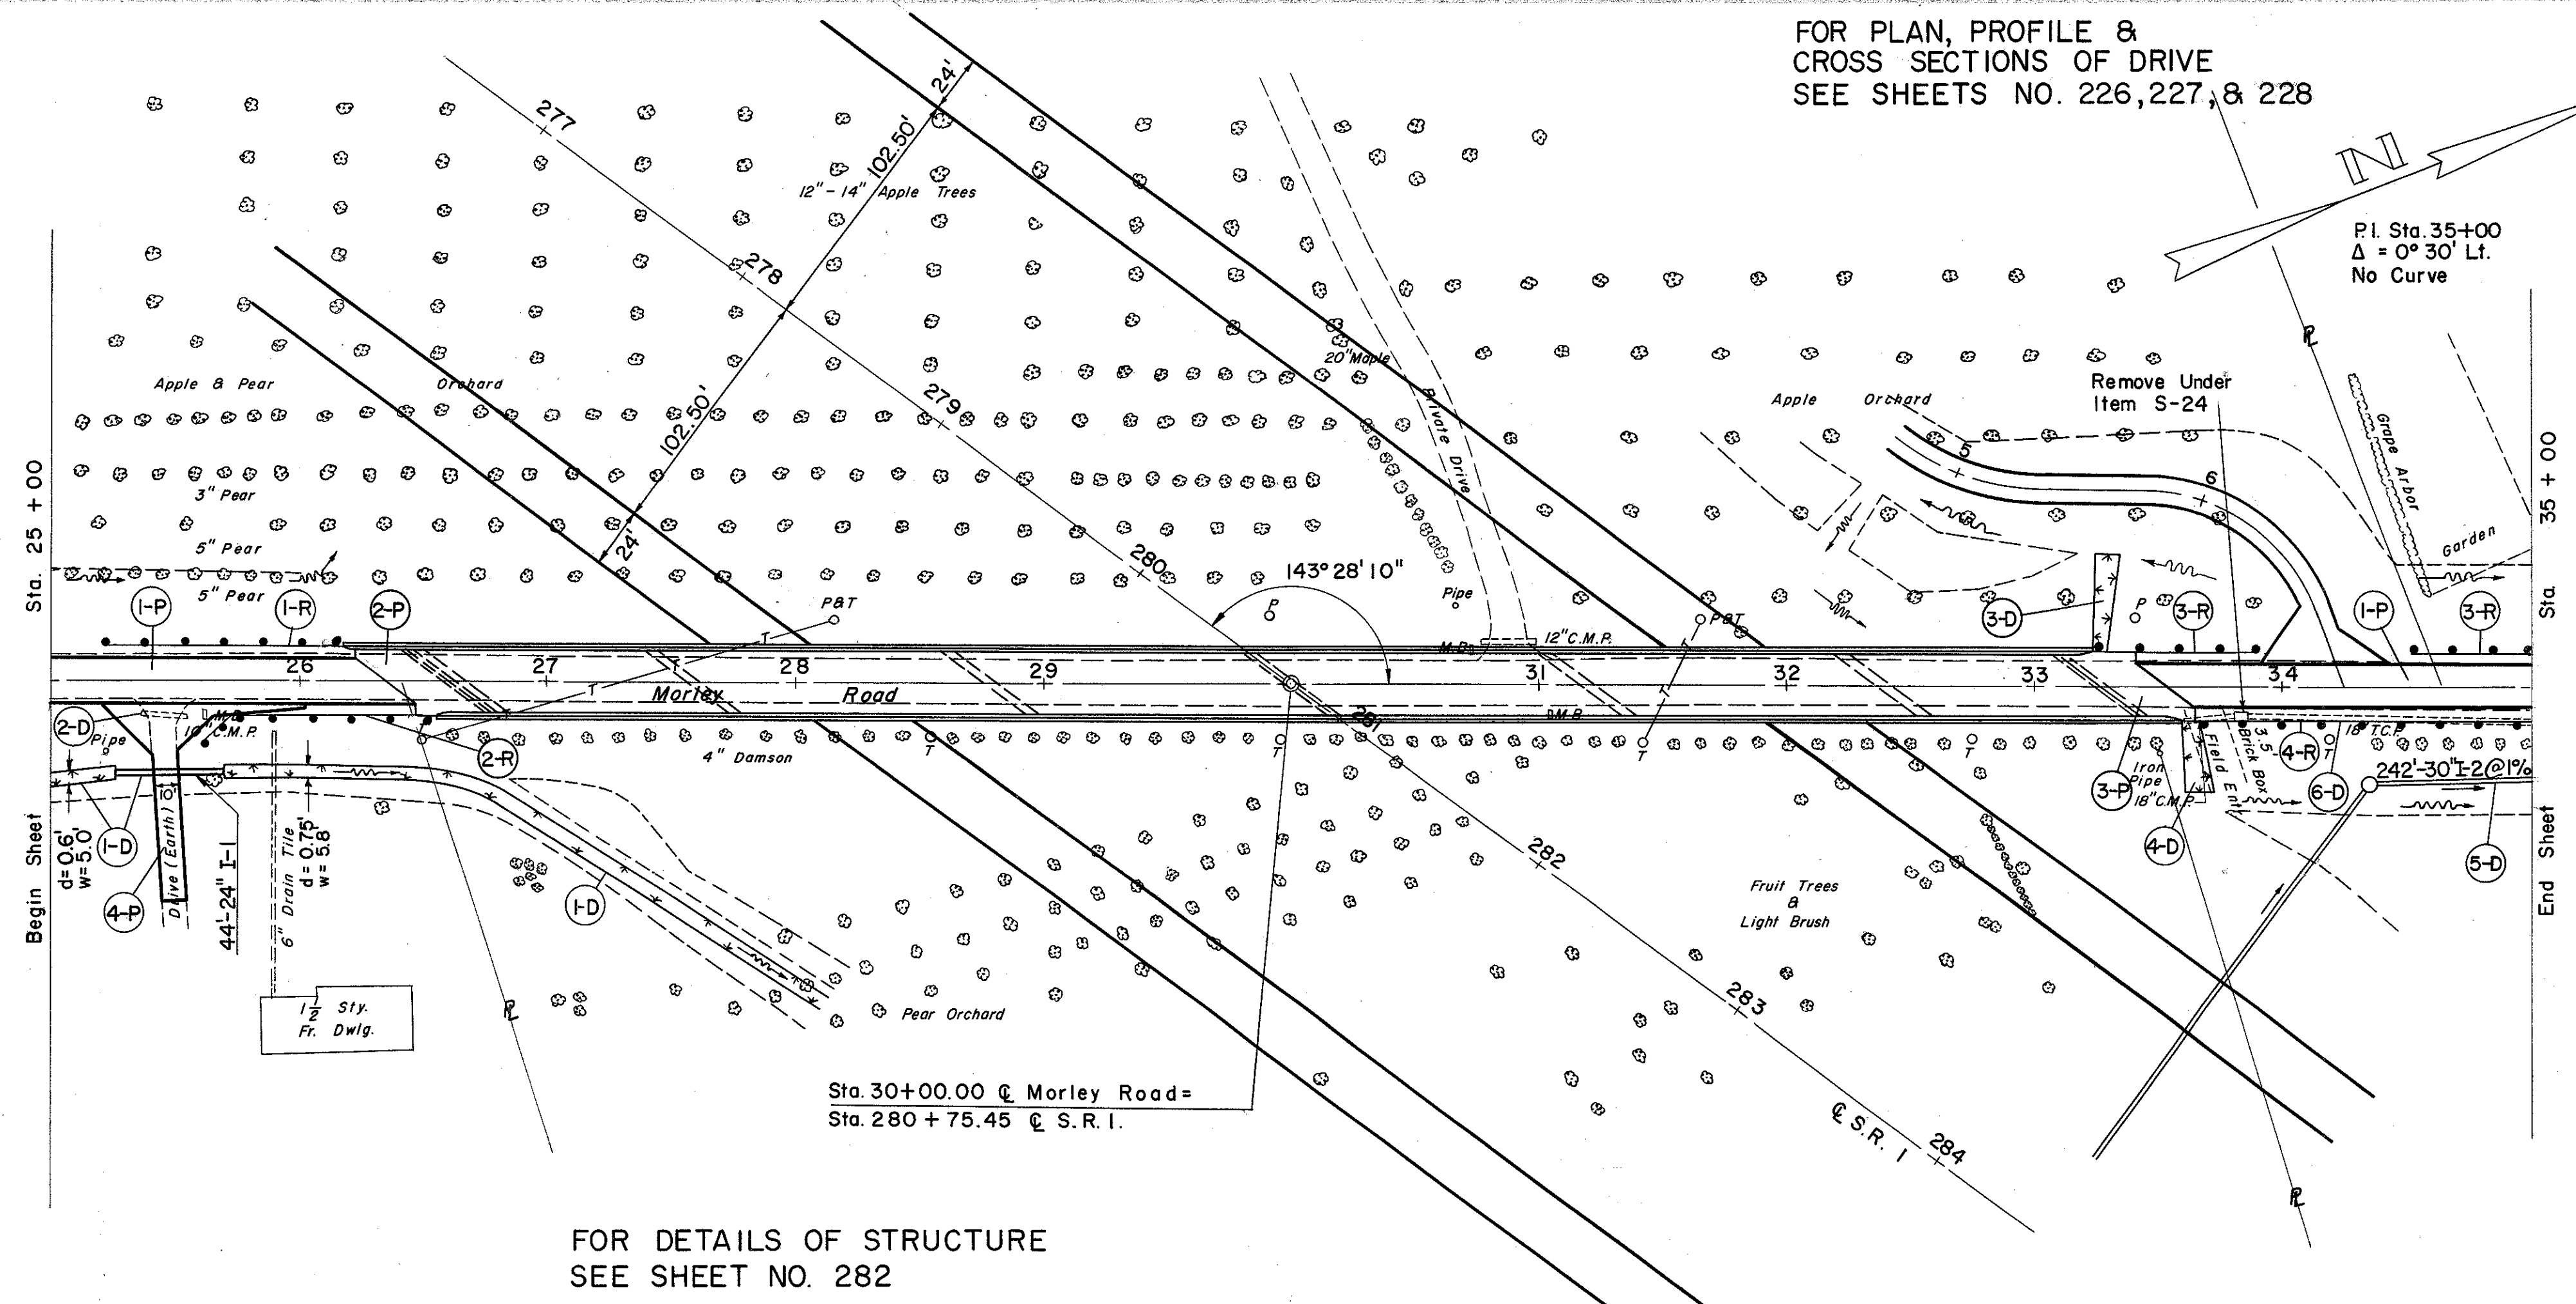 FOR PLAN, PROFILE &
CROSS SECTIONS OF DRIVE
SEE SHEETS NO. 226, 227, & 228
N
P.I. Sta. 35+00
Δ = 0° 30' Lt.
No Curve
277
24'
102.50'
12"-14" Apple Trees
278
Apple & Pear Orchard
102.50'
279
20" Maple
Private Drive
Apple Orchard
Remove Under
Item S-24
Grape Arbor
Garden
5
6
3" Pear
5" Pear
5" Pear
24'
280
143° 28' 10"
Pipe
P
P&T
P&T
P
Sta. 25 + 00
Begin Sheet
Sta. 35 + 00
End Sheet
1-P
1-R
2-P
3-D
3-R
1-P
3-R
M.B.
12" C.M.P.
26
27
28
29
31
32
33
34
Morley Road
T
T
T
T
281
M.B.
2-D
Pipe
M.B.
10" C.M.P.
2-R
4" Damson
T
T
T
T
T
3-P
Iron
Pipe
18" C.M.P.
Field Ent.
3.5' Brick Box
4-R
18" T.C.P.
6-D
242'-30" I-2 @ 1%
4-D
5-D
d = 0.6'
w = 5.0'
1-D
4-P
10'
Drive (Earth)
44'-24" I-1
6" Drain Tile
d = 0.75'
w = 5.8'
1-D
1 1/2 Sty.
Fr. Dwlg.
PL
PL
PL
Pear Orchard
282
Fruit Trees
&
Light Brush
283
Sta. 30+00.00 ℄ Morley Road=
Sta. 280 + 75.45 ℄ S.R. 1.
℄ S.R. 1
284
FOR DETAILS OF STRUCTURE
SEE SHEET NO. 282